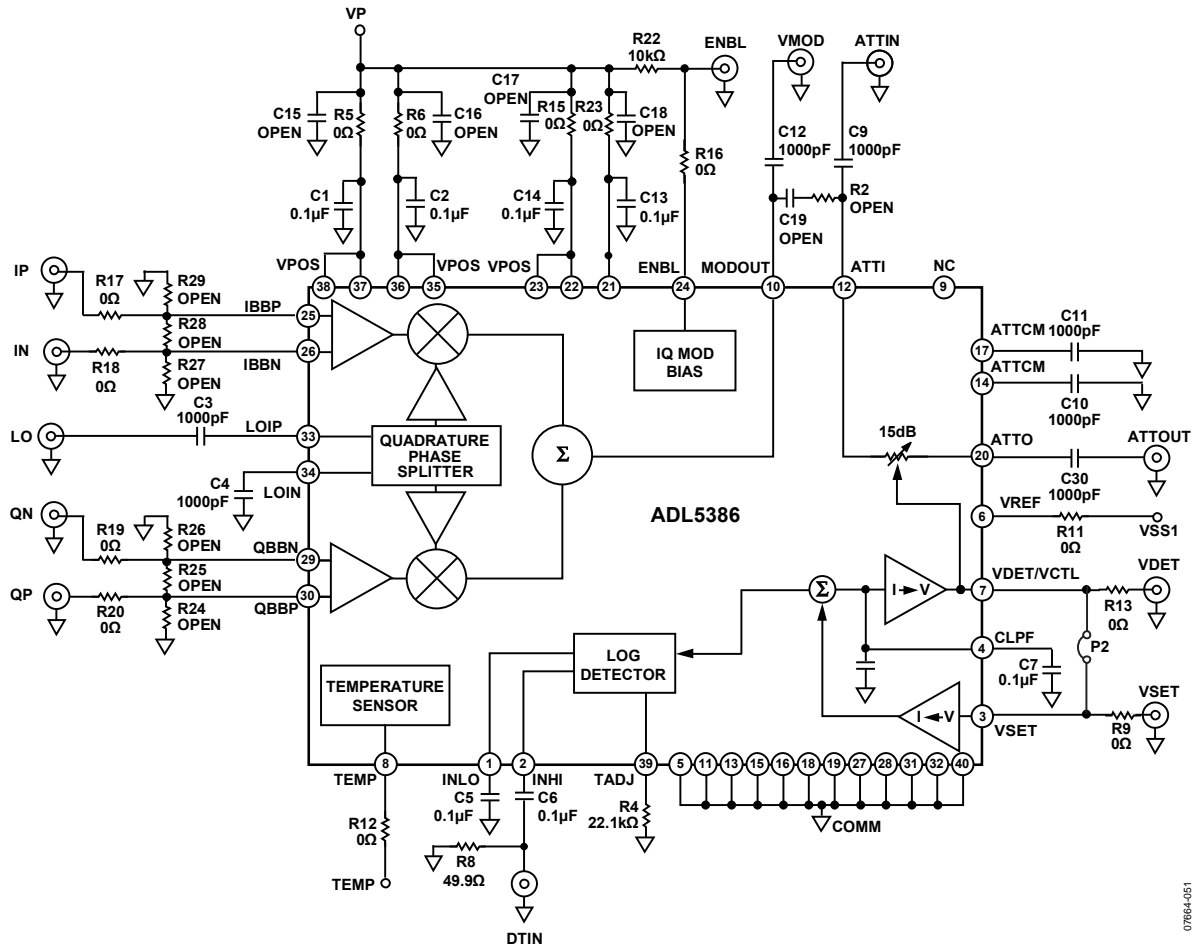 VP
R22
10kΩ
ENBL
VMOD
ATTIN
C15
OPEN
R5
0Ω
R6
0Ω
C16
OPEN
C17
OPEN
R15
0Ω
R23
0Ω
C18
OPEN
R16
0Ω
C12
1000pF
C9
1000pF
C1
0.1µF
C2
0.1µF
C14
0.1µF
C13
0.1µF
C19
OPEN
R2
OPEN
VPOS
VPOS
VPOS
ENBL
MODOUT
ATTI
NC
38
37
36
35
23
22
21
24
10
12
9
IP
R17
0Ω
R29
OPEN
IBBP
25
R28
OPEN
IN
R18
0Ω
R27
OPEN
IBBN
26
IQ MOD
BIAS
ATTCM
17
C11
1000pF
ATTCM
14
C10
1000pF
LO
C3
1000pF
LOIP
33
QUADRATURE
PHASE
SPLITTER
Σ
15dB
ATTO
20
C30
1000pF
ATTOUT
C4
1000pF
LOIN
34
ADL5386
VREF
6
R11
0Ω
VSS1
QN
R19
0Ω
R26
OPEN
QBBN
29
R25
OPEN
QP
R20
0Ω
R24
OPEN
QBBP
30
Σ
I→V
VDET/VCTL
7
R13
0Ω
VDET
CLPF
4
C7
0.1µF
P2
LOG
DETECTOR
TEMPERATURE
SENSOR
I←V
3
VSET
R9
0Ω
VSET
TEMP
8
INLO
1
2
INHI
TADJ
39
5
11
13
15
16
18
19
27
28
31
32
40
COMM
C5
0.1µF
C6
0.1µF
R4
22.1kΩ
R12
0Ω
R8
49.9Ω
TEMP
DTIN
07664-051